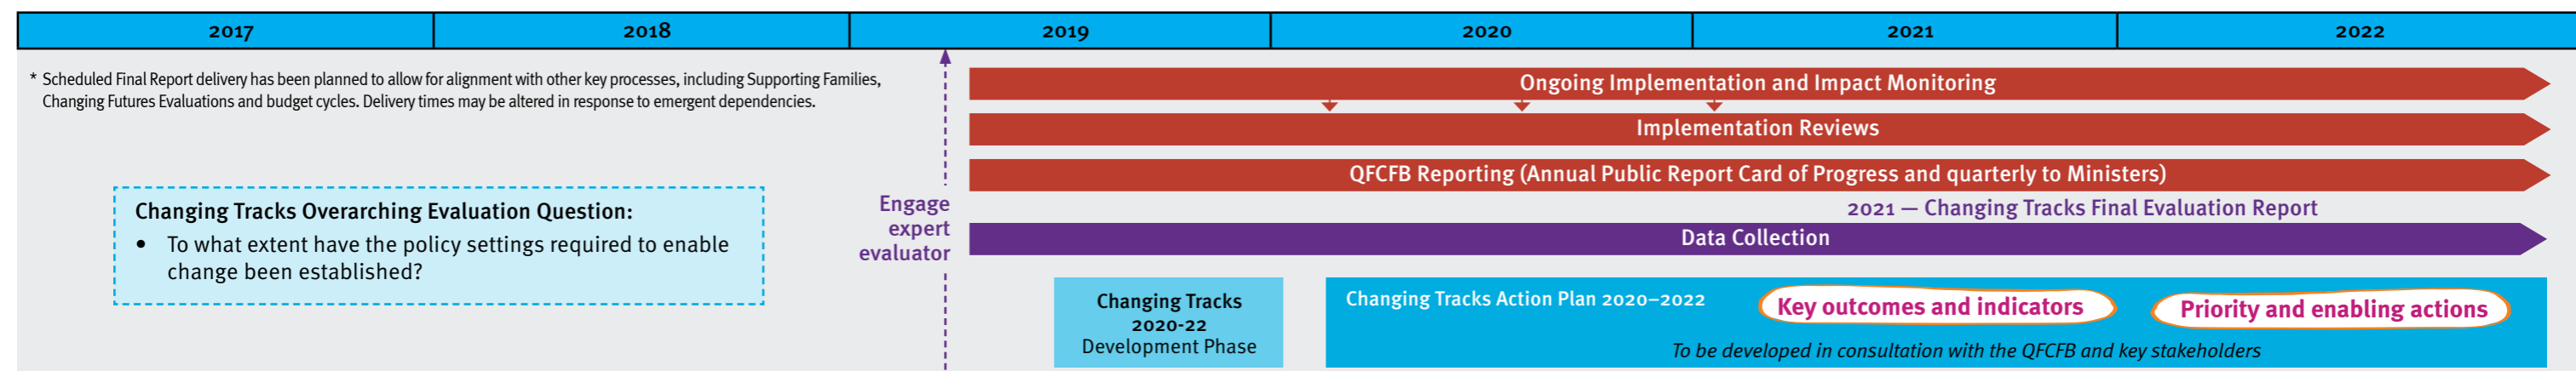 2017 2018 2019 2020 2021 2022
* Scheduled Final Report delivery has been planned to allow for alignment with other key processes, including Supporting Families,
Changing Futures Evaluations and budget cycles. Delivery times may be altered in response to emergent dependencies.
Ongoing Implementation and Impact Monitoring
Implementation Reviews
QFCFB Reporting (Annual Public Report Card of Progress and quarterly to Ministers)
Changing Tracks Overarching Evaluation Question:
• To what extent have the policy settings required to enable
change been established?
Engage
expert
evaluator
2021 — Changing Tracks Final Evaluation Report
Data Collection
Changing Tracks
2020-22
Development Phase
Changing Tracks Action Plan 2020–2022
Key outcomes and indicators
Priority and enabling actions
To be developed in consultation with the QFCFB and key stakeholders